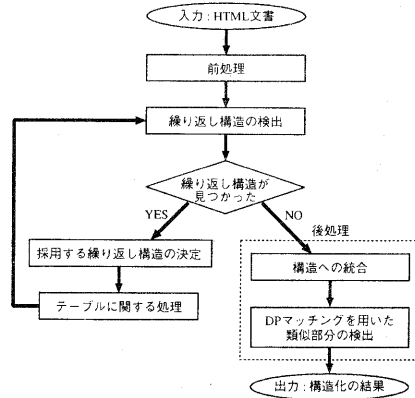 入力 : HTML文書
前処理
繰り返し構造の検出
繰り返し構造が
見つかった
YES
NO
後処理
採用する繰り返し構造の決定
構造への統合
テーブルに関する処理
DPマッチングを用いた
類似部分の検出
出力 : 構造化の結果